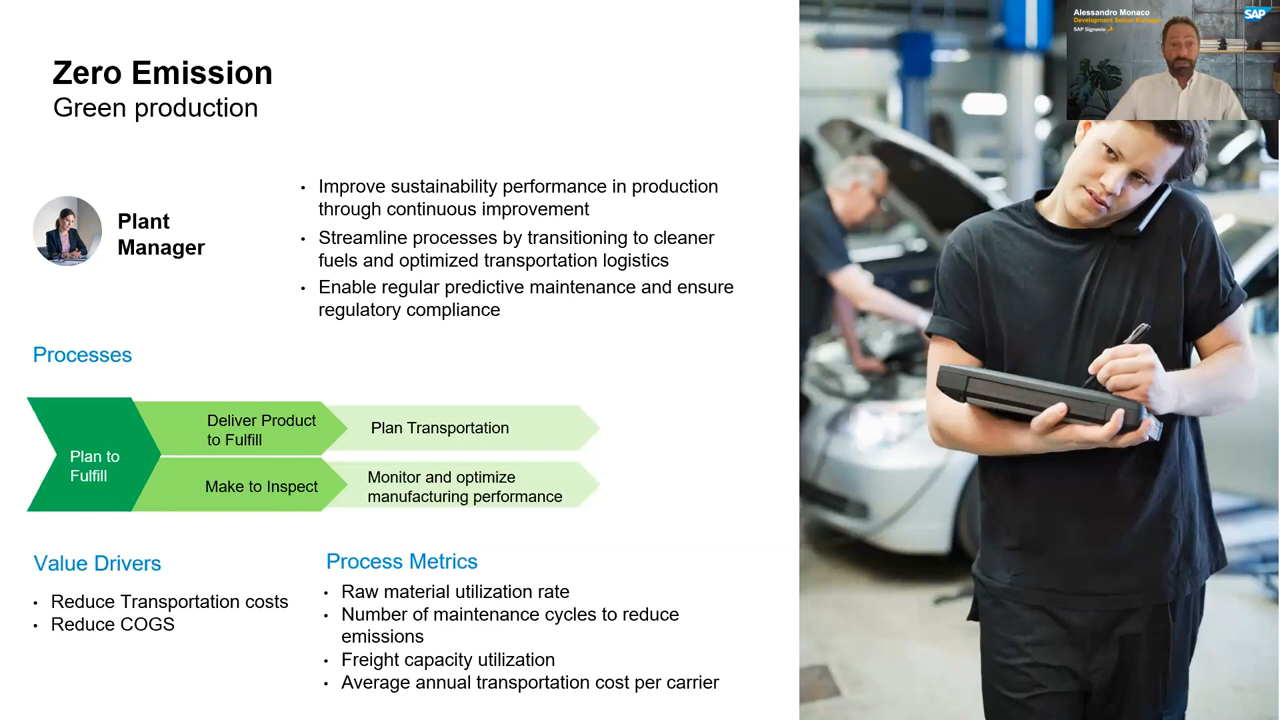 Zero Emission
Green production
Plant
Manager
• Improve sustainability performance in production
through continuous improvement
• Streamline processes by transitioning to cleaner
fuels and optimized transportation logistics
• Enable regular predictive maintenance and ensure
regulatory compliance
Processes
Plan to
Fulfill
Deliver Product
to Fulfill
Plan Transportation
Make to Inspect
Monitor and optimize
manufacturing performance
Value Drivers
• Reduce Transportation costs
• Reduce COGS
Process Metrics
• Raw material utilization rate
• Number of maintenance cycles to reduce
emissions
• Freight capacity utilization
• Average annual transportation cost per carrier
Alessandro Monaco
Development Senior Manager
SAP Signavio
SAP